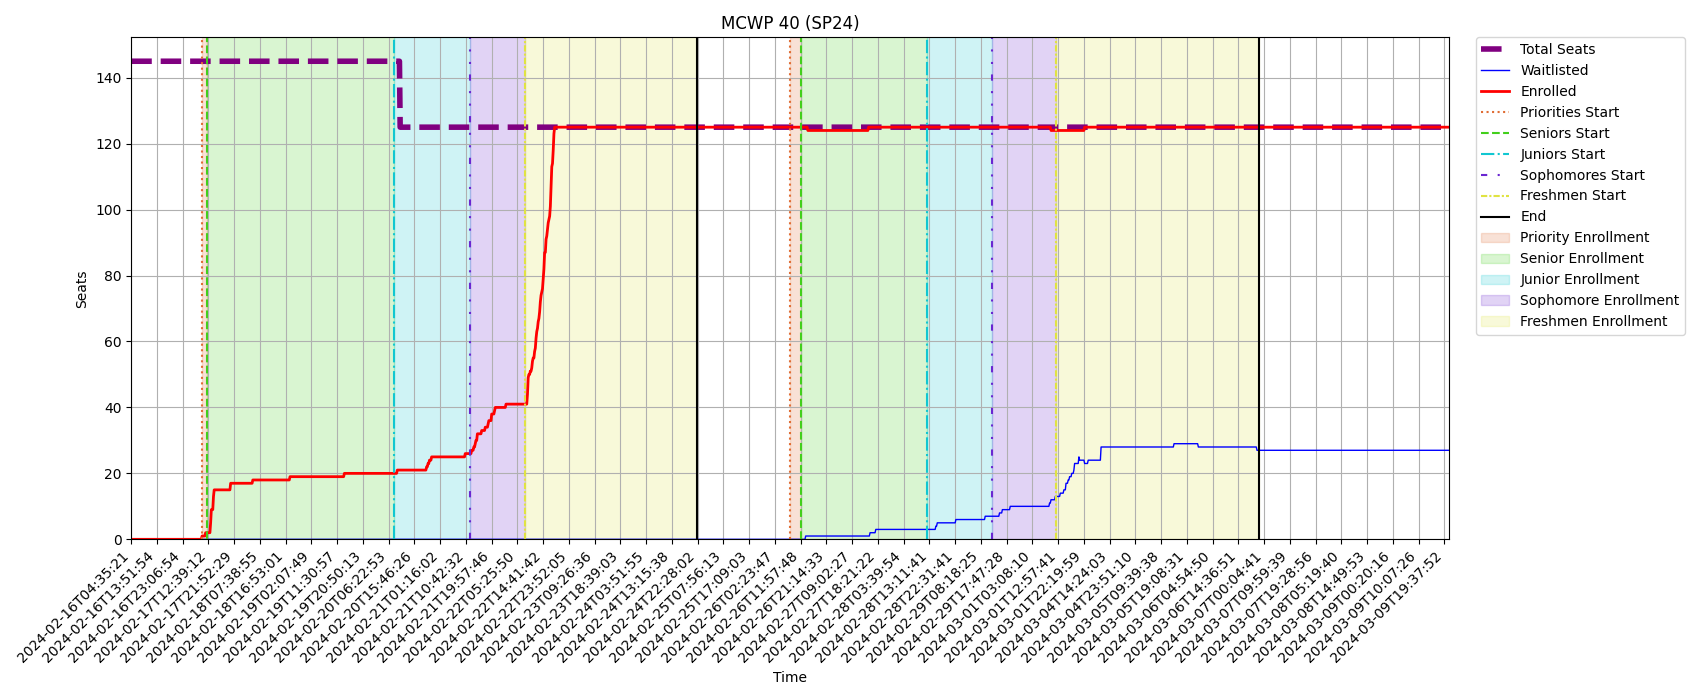 MCWP 40 (SP24)
Total Seats
Waitlisted
Enrolled
Priorities Start
Seniors Start
Juniors Start
Sophomores Start
Freshmen Start
End
Priority Enrollment
Senior Enrollment
Junior Enrollment
Sophomore Enrollment
Freshmen Enrollment
Seats
140
120
100
80
60
40
20
0
2024-02-16T04:35:21
2024-02-16T13:51:54
2024-02-16T23:06:54
2024-02-17T12:39:12
2024-02-17T21:52:29
2024-02-18T07:38:55
2024-02-18T16:53:01
2024-02-19T02:07:49
2024-02-19T11:30:57
2024-02-19T20:50:13
2024-02-20T06:22:53
2024-02-20T15:46:26
2024-02-21T01:16:02
2024-02-21T10:42:32
2024-02-21T19:57:46
2024-02-22T05:25:50
2024-02-22T14:41:42
2024-02-22T23:52:05
2024-02-23T09:26:36
2024-02-23T18:39:03
2024-02-24T03:51:55
2024-02-24T13:15:38
2024-02-24T22:28:02
2024-02-25T07:56:13
2024-02-25T17:09:03
2024-02-26T02:23:47
2024-02-26T11:57:48
2024-02-26T21:14:33
2024-02-27T09:02:27
2024-02-27T18:21:22
2024-02-28T03:39:54
2024-02-28T13:11:41
2024-02-28T22:31:41
2024-02-29T08:18:25
2024-02-29T17:47:28
2024-03-01T03:08:10
2024-03-01T12:57:41
2024-03-01T22:19:59
2024-03-04T14:24:03
2024-03-04T23:51:10
2024-03-05T09:39:38
2024-03-05T19:08:31
2024-03-06T04:54:50
2024-03-06T14:36:51
2024-03-07T00:04:41
2024-03-07T09:59:39
2024-03-07T19:28:56
2024-03-08T05:19:40
2024-03-08T14:49:53
2024-03-09T00:20:16
2024-03-09T10:07:26
2024-03-09T19:37:52
Time